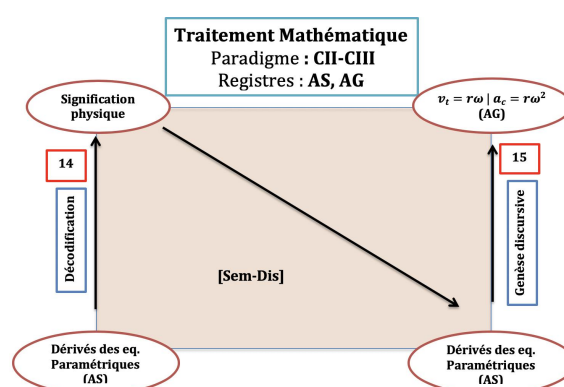 Traitement Mathématique
Paradigme : CII-CIII
Registres : AS, AG
Signification
physique
v_t = rω | a_c = rω²
(AG)
14
15
Décodification
Genèse discursive
[Sem-Dis]
Dérivés des eq.
Paramétriques
(AS)
Dérivés des eq.
Paramétriques
(AS)